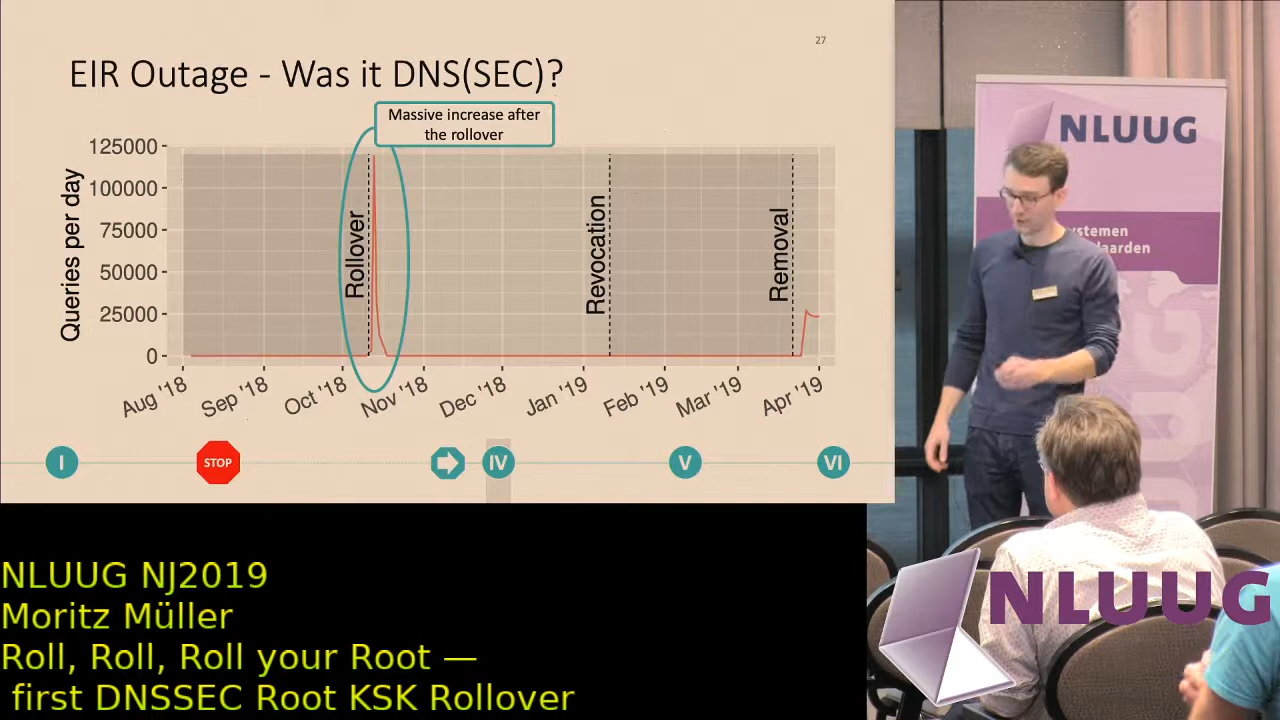 27
EIR Outage - Was it DNS(SEC)?
Massive increase after
the rollover
Queries per day
125000
100000
75000
50000
25000
0
Rollover
Revocation
Removal
Aug '18
Sep '18
Oct '18
Nov '18
Dec '18
Jan '19
Feb '19
Mar '19
Apr '19
I
STOP
IV
V
VI
NLUUG
NLUUG NJ2019
Moritz Müller
Roll, Roll, Roll your Root —
first DNSSEC Root KSK Rollover
NLUUG